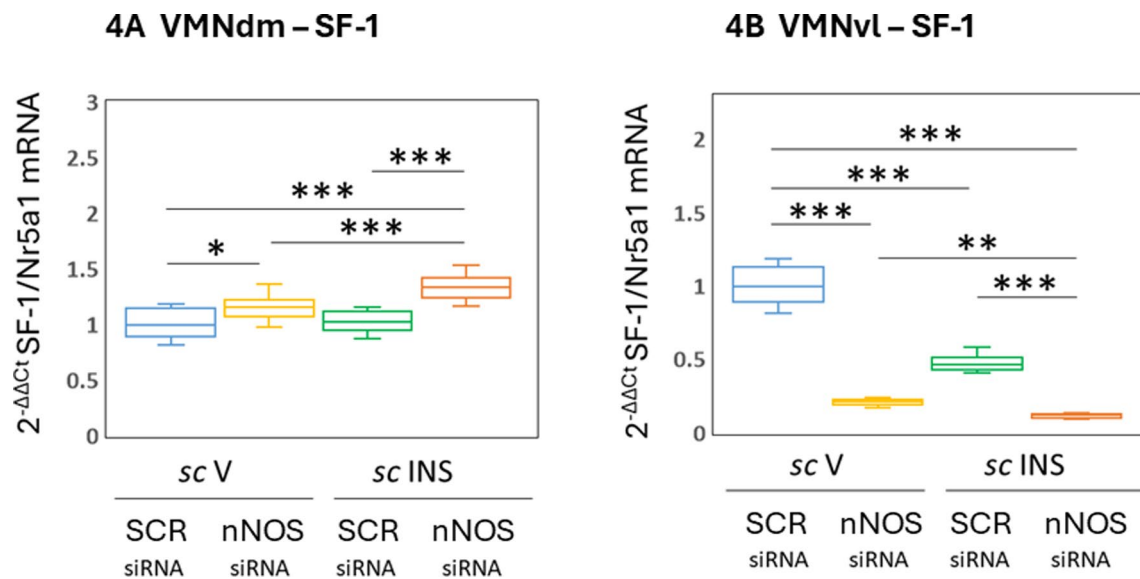 4A VMNdm – SF-1
2-ΔΔCt SF-1/Nr5a1 mRNA
3
2.5
2
1.5
1
0.5
0
***
***
***
*
sc V sc INS
SCR nNOS SCR nNOS
siRNA siRNA siRNA siRNA
4B VMNvl – SF-1
2-ΔΔCt SF-1/Nr5a1 mRNA
2
1.5
1
0.5
0
***
***
***
**
***
sc V sc INS
SCR nNOS SCR nNOS
siRNA siRNA siRNA siRNA